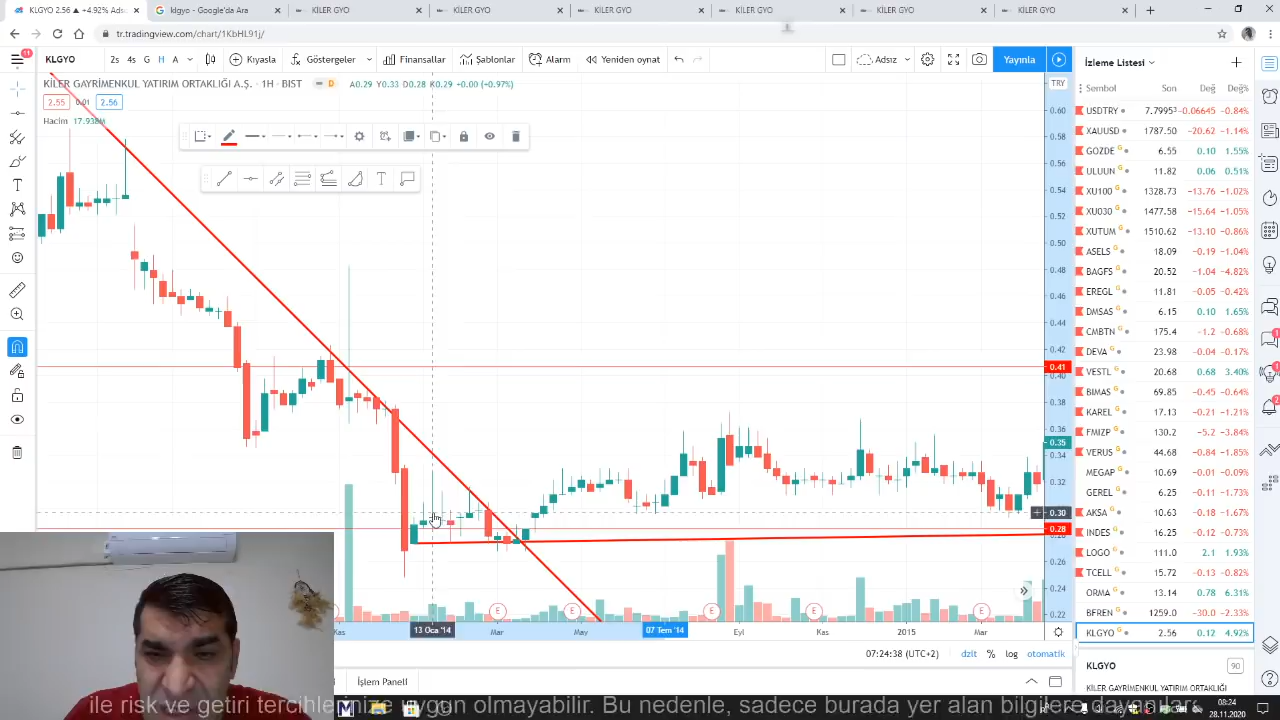 KLGYO 2.56 ▲ +4.92% Ads
klgyo - Google'da Ara
KİLER GYO
KİLER GYO
KİLER GYO
KİLER GYO
KİLER GYO
KİLER GYO
tr.tradingview.com/chart/1KbHL91j/
11
KLGYO
2s 4s G H A
Kıyasla
Göstergeler
Finansallar
Şablonlar
Alarm
Yeniden oynat
Adsız
Yayınla
İzleme Listesi
KİLER GAYRİMENKUL YATIRIM ORTAKLIĞI A.Ş. · 1H · BIST
D
A0.29 Y0.33 D0.28 K0.29 +0.00 (+0.97%)
TRY
2.55 0.01 2.56
Hacim 17.938M
Sembol Son Değ Değ%
USDTRY 7.7995³ -0.06645 -0.84%
XAUUSD 1787.50 -20.62 -1.14%
GOZDE G 6.55 0.10 1.55%
ULUUN G 11.82 0.06 0.51%
XU100 G 1328.73 -13.76 -1.02%
XU030 G 1477.58 -15.64 -1.05%
XUTUM G 1510.62 -13.10 -0.86%
ASELS G 18.09 -0.19 -1.04%
BAGFS G 20.52 -1.04 -4.82%
EREGL G 11.81 -0.05 -0.42%
DMSAS G 6.15 0.10 1.65%
CMBTN G 175.4 -1.2 -0.68%
DEVA G 23.98 -0.04 -0.17%
VESTL G 20.68 0.68 3.40%
BIMAS G 69.85 -0.45 -0.64%
KAREL G 17.13 -0.21 -1.21%
FMIZP G 130.2 -5.2 -3.84%
VERUS G 44.68 -0.84 -1.85%
MEGAP G 10.69 -0.01 -0.09%
GEREL G 6.25 -0.11 -1.73%
AKSA G 10.63 -0.18 -1.67%
INDES G 16.25 -0.12 -0.73%
LOGO G 111.0 2.1 1.93%
TCELL G 15.72 -0.13 -0.82%
ORMA G 13.14 0.78 6.31%
BFREN G 1259.0 -30.0 -2.33%
KLGYO G 2.56 0.12 4.92%
0.60
0.58
0.56
0.54
0.52
0.50
0.48
0.46
0.44
0.42
0.41
0.40
0.38
0.36
0.35
0.34
0.32
0.30
0.28
0.26
0.24
0.22
E E E E E
Kas 13 Oca '14 Mar May 07 Tem '14 Eyl Kas 2015 Mar
07:24:38 (UTC+2) dzlt % log otomatik
İşlem Paneli
KLGYO
90
KİLER GAYRİMENKUL YATIRIM ORTAKLIĞI
08:24
28.11.2020
ile risk ve getiri tercihlerinize uygun olmayabilir. Bu nedenle, sadece burada yer alan bilgilere dayanılarak